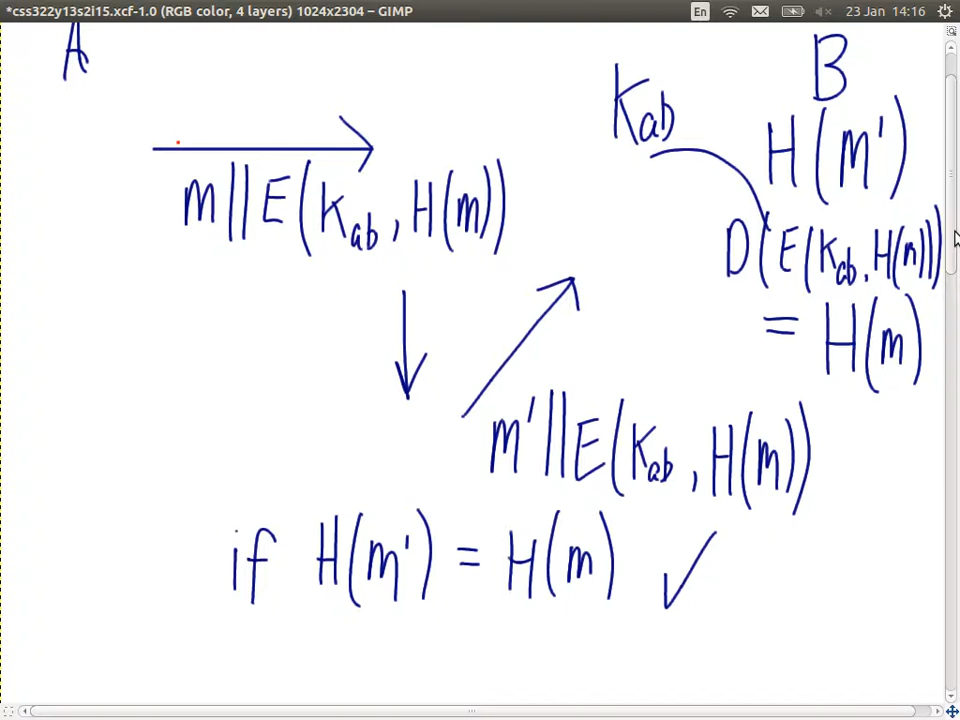 *css322y13s2i15.xcf-1.0 (RGB color, 4 layers) 1024x2304 – GIMP
En
23 Jan 14:16
A
B
Kab
H(m')
m||E(Kab, H(m))
D(E(Kab, H(m))
= H(m)
m'||E(Kab, H(m))
if H(m') = H(m) ✓